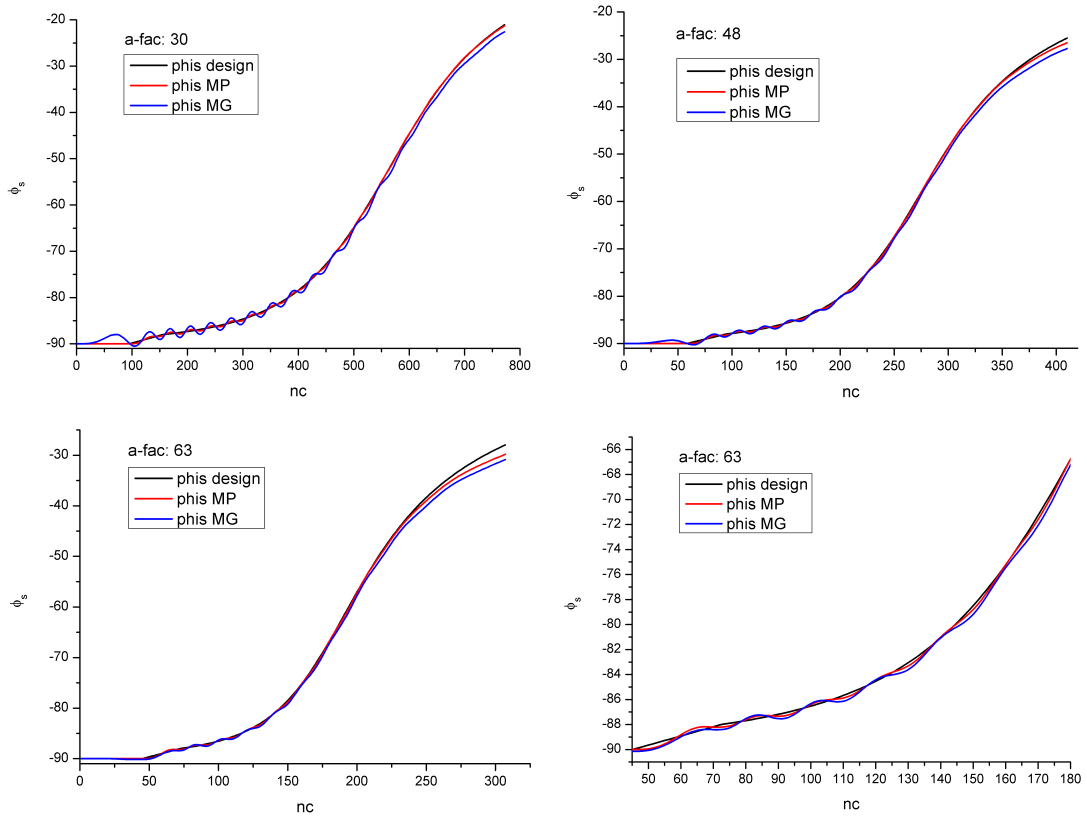 a-fac: 30
phis design
phis MP
phis MG
-20
-30
-40
-50
-60
-70
-80
-90
0 100 200 300 400 500 600 700 800
ϕs
nc
a-fac: 48
phis design
phis MP
phis MG
-20
-30
-40
-50
-60
-70
-80
-90
0 50 100 150 200 250 300 350 400
ϕs
nc
a-fac: 63
phis design
phis MP
phis MG
-30
-40
-50
-60
-70
-80
-90
0 50 100 150 200 250 300
ϕs
nc
a-fac: 63
phis design
phis MP
phis MG
-66
-68
-70
-72
-74
-76
-78
-80
-82
-84
-86
-88
-90
50 60 70 80 90 100 110 120 130 140 150 160 170 180
ϕs
nc